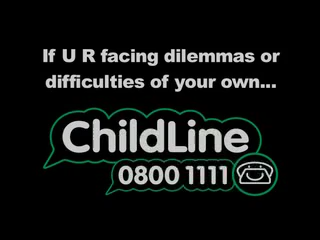 If U R facing dilemmas or
difficulties of your own...
ChildLine
0800 1111